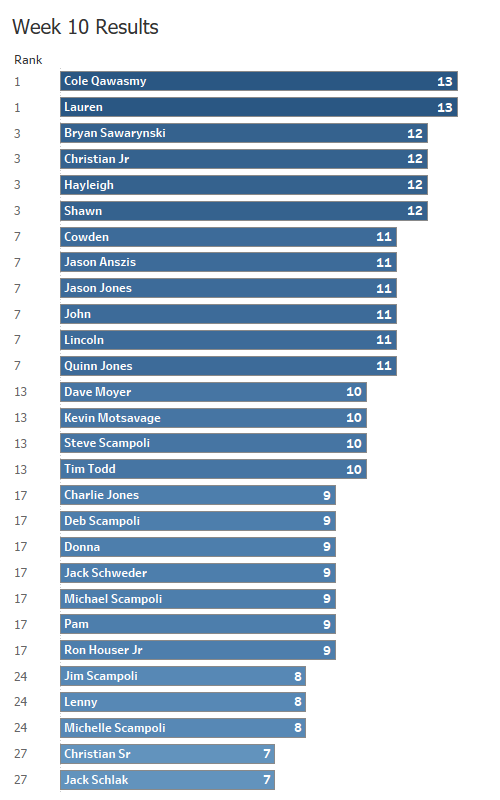 Week 10 Results
Rank
1 Cole Qawasmy 13
1 Lauren 13
3 Bryan Sawarynski 12
3 Christian Jr 12
3 Hayleigh 12
3 Shawn 12
7 Cowden 11
7 Jason Anszis 11
7 Jason Jones 11
7 John 11
7 Lincoln 11
7 Quinn Jones 11
13 Dave Moyer 10
13 Kevin Motsavage 10
13 Steve Scampoli 10
13 Tim Todd 10
17 Charlie Jones 9
17 Deb Scampoli 9
17 Donna 9
17 Jack Schweder 9
17 Michael Scampoli 9
17 Pam 9
17 Ron Houser Jr 9
24 Jim Scampoli 8
24 Lenny 8
24 Michelle Scampoli 8
27 Christian Sr 7
27 Jack Schlak 7